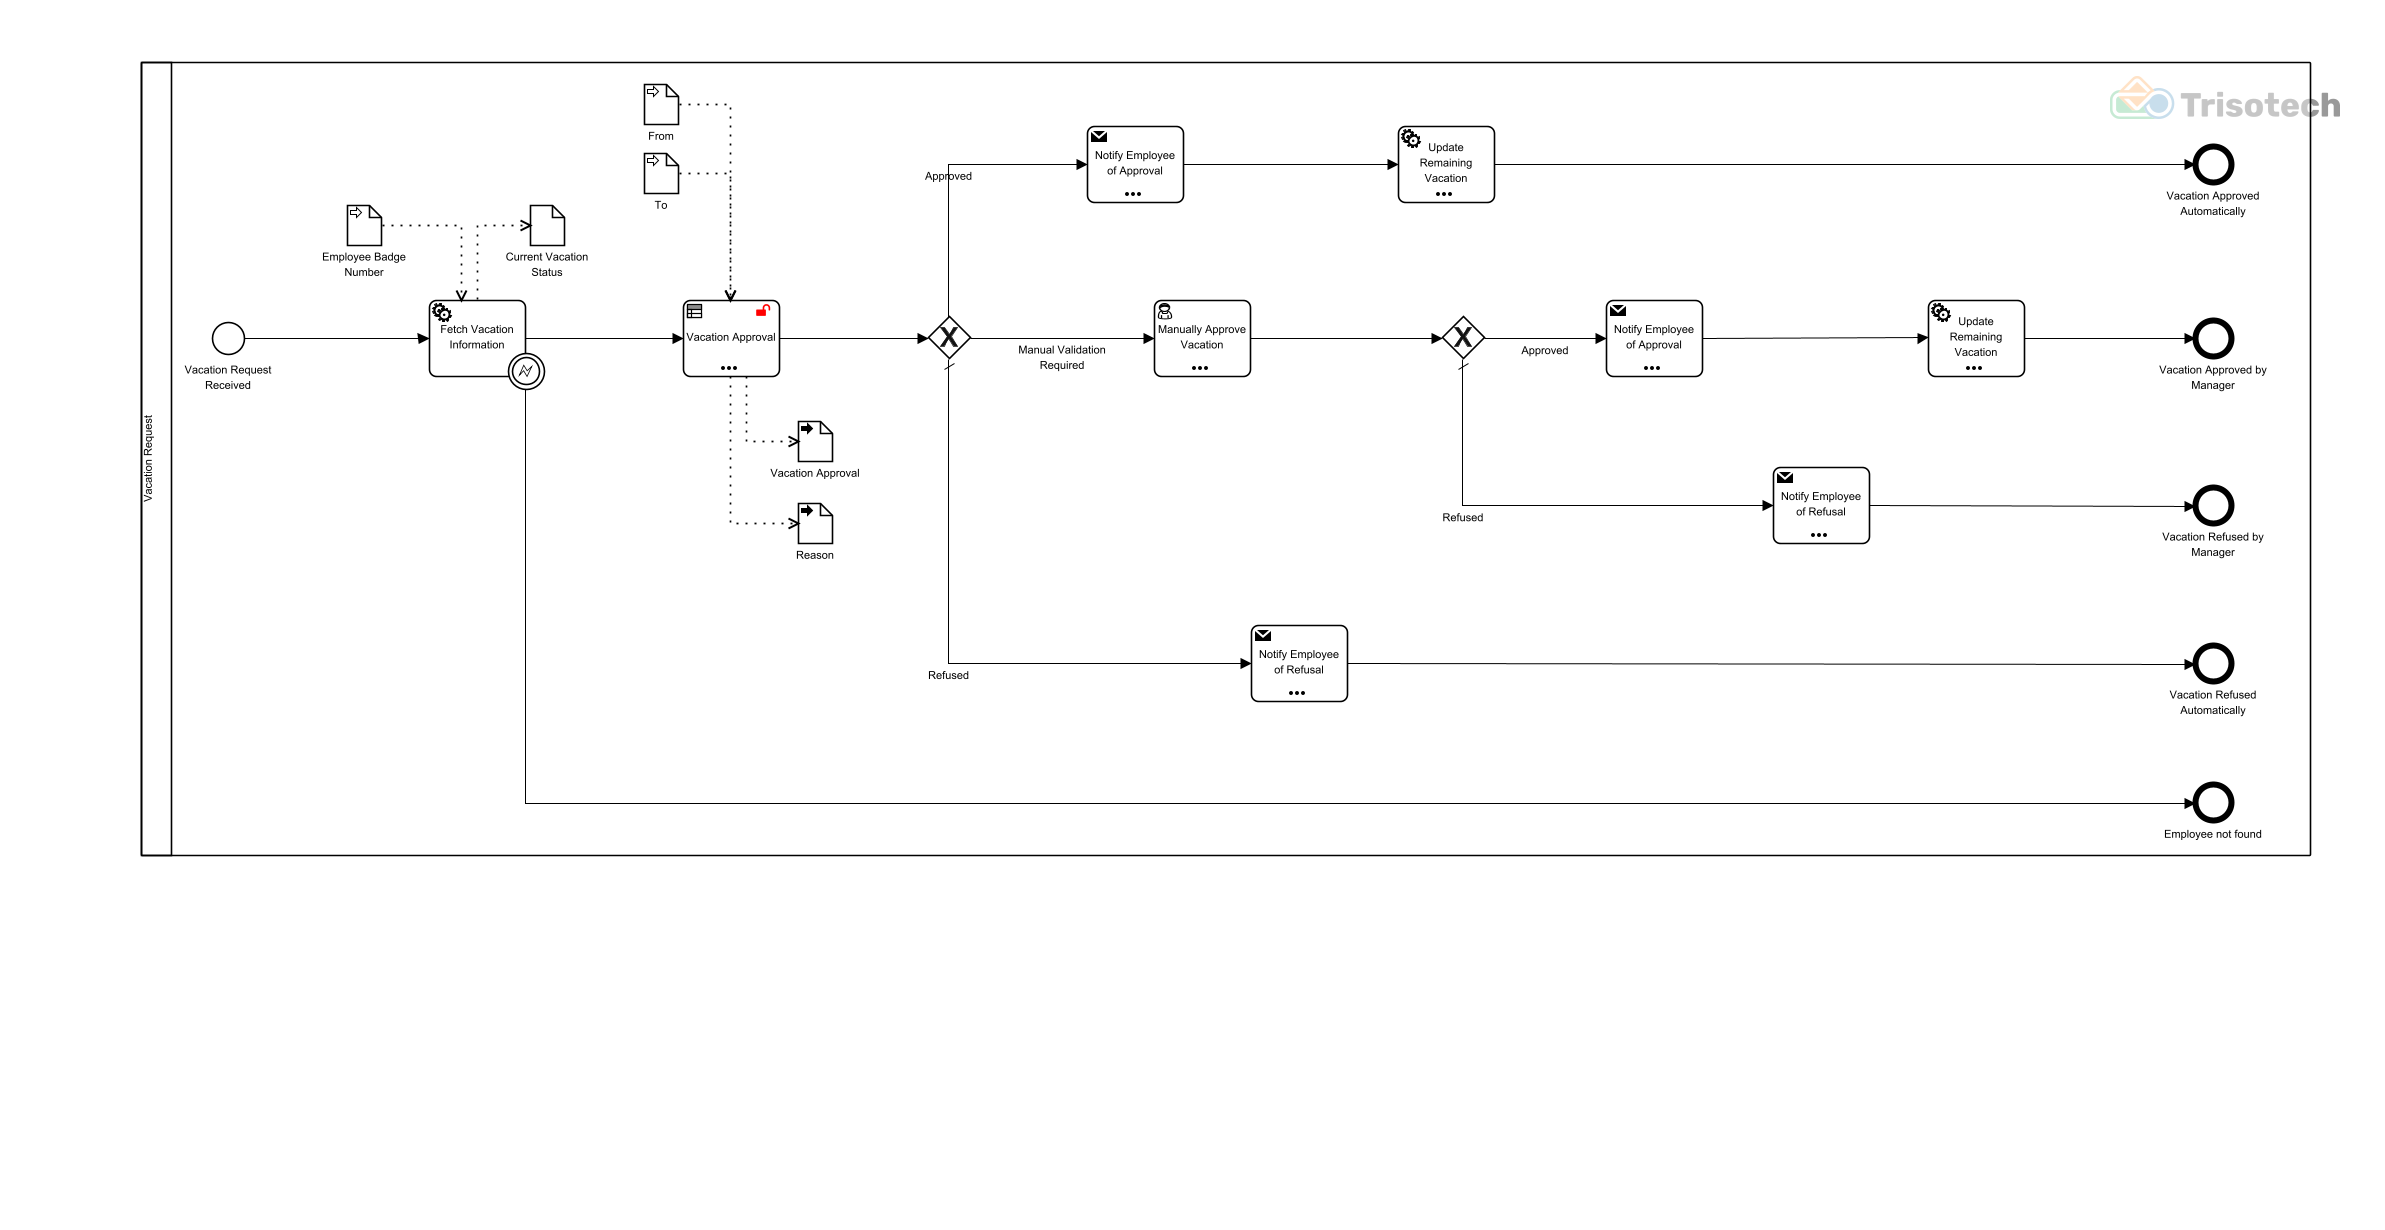 Trisotech
From
To
Approved
Notify Employee
of Approval
Update
Remaining
Vacation
Vacation Approved
Automatically
Employee Badge
Number
Current Vacation
Status
Vacation Request
Received
Fetch Vacation
Information
Vacation Approval
Manual Validation
Required
Manually Approve
Vacation
Approved
Notify Employee
of Approval
Update
Remaining
Vacation
Vacation Approved by
Manager
Vacation Request
Vacation Approval
Reason
Refused
Notify Employee
of Refusal
Vacation Refused by
Manager
Refused
Notify Employee
of Refusal
Vacation Refused
Automatically
Employee not found